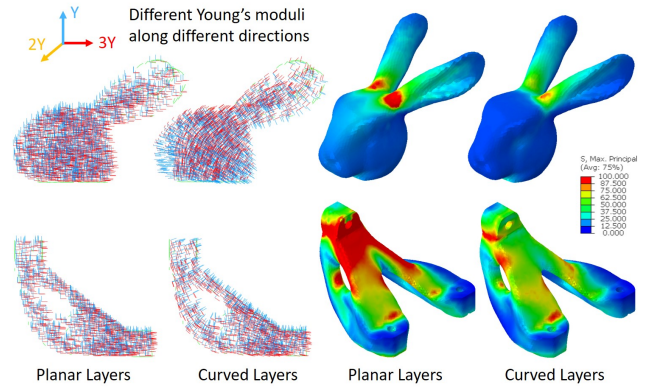 Y
2Y
3Y
Different Young's moduli
along different directions
S, Max. Principal
(Avg: 75%)
100.000
87.500
75.000
62.500
50.000
37.500
25.000
12.500
0.000
Planar Layers
Curved Layers
Planar Layers
Curved Layers